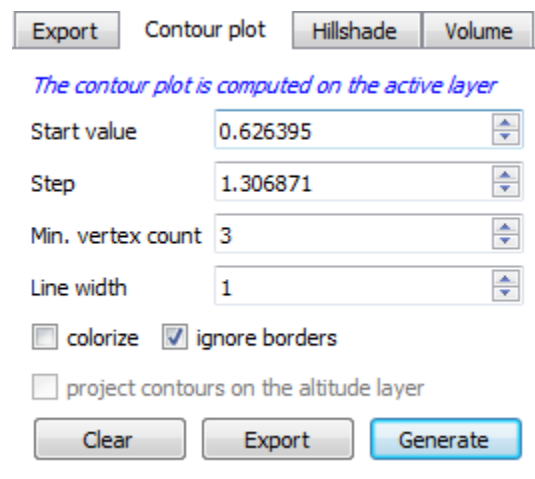 Export Contour plot Hillshade Volume
The contour plot is computed on the active layer
Start value 0.626395
Step 1.306871
Min. vertex count 3
Line width 1
colorize ignore borders
project contours on the altitude layer
Clear Export Generate